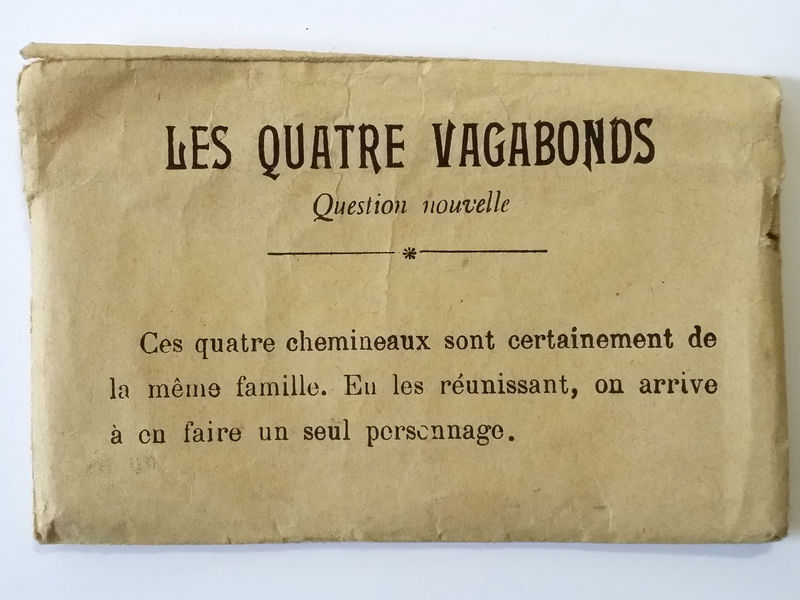 LES QUATRE VAGABONDS
Question nouvelle
Ces quatre chemineaux sont certainement de
la même famille. En les réunissant, on arrive
à en faire un seul personnage.